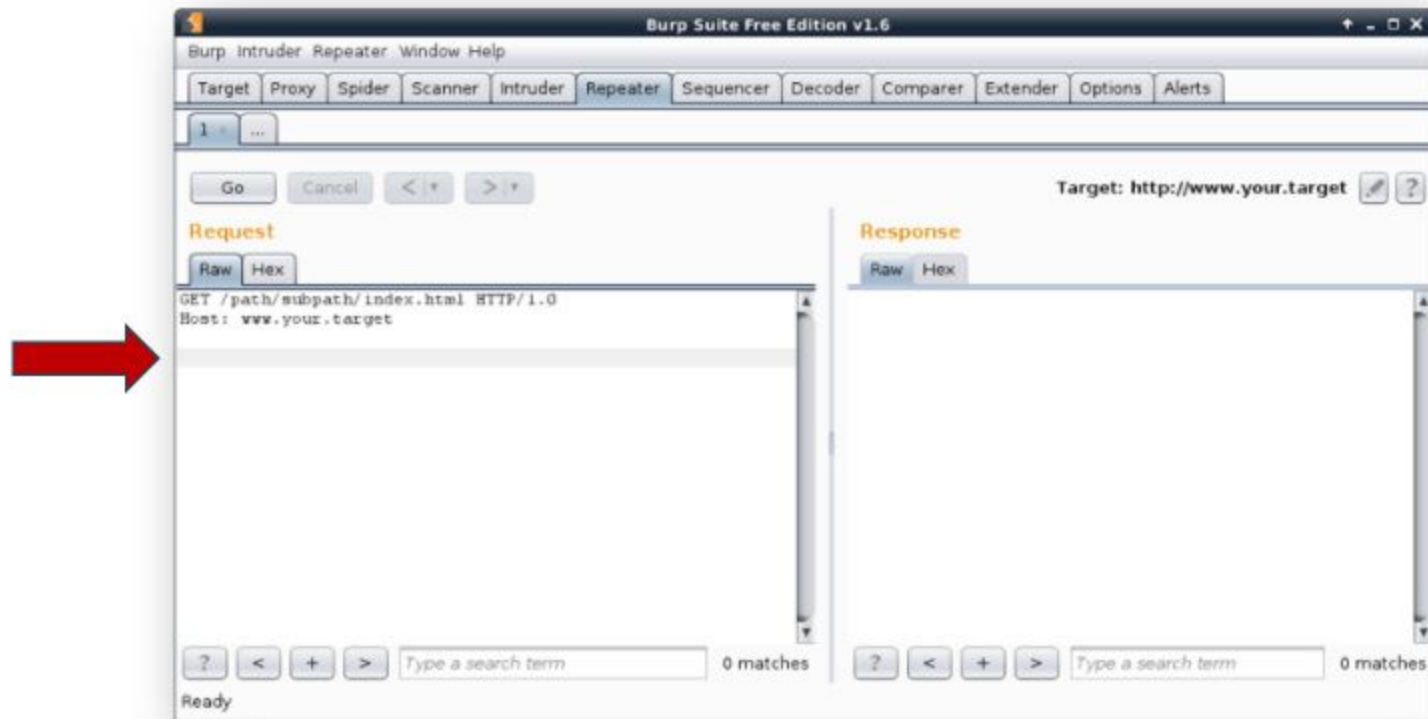 Burp Suite Free Edition v1.6
Burp Intruder Repeater Window Help
Target Proxy Spider Scanner Intruder Repeater Sequencer Decoder Comparer Extender Options Alerts
1 × ...
Go Cancel < > Target: http://www.your.target ?
Request Response
Raw Hex Raw Hex
GET /path/subpath/index.html HTTP/1.0
Host: www.your.target
? < + > Type a search term 0 matches ? < + > Type a search term 0 matches
Ready